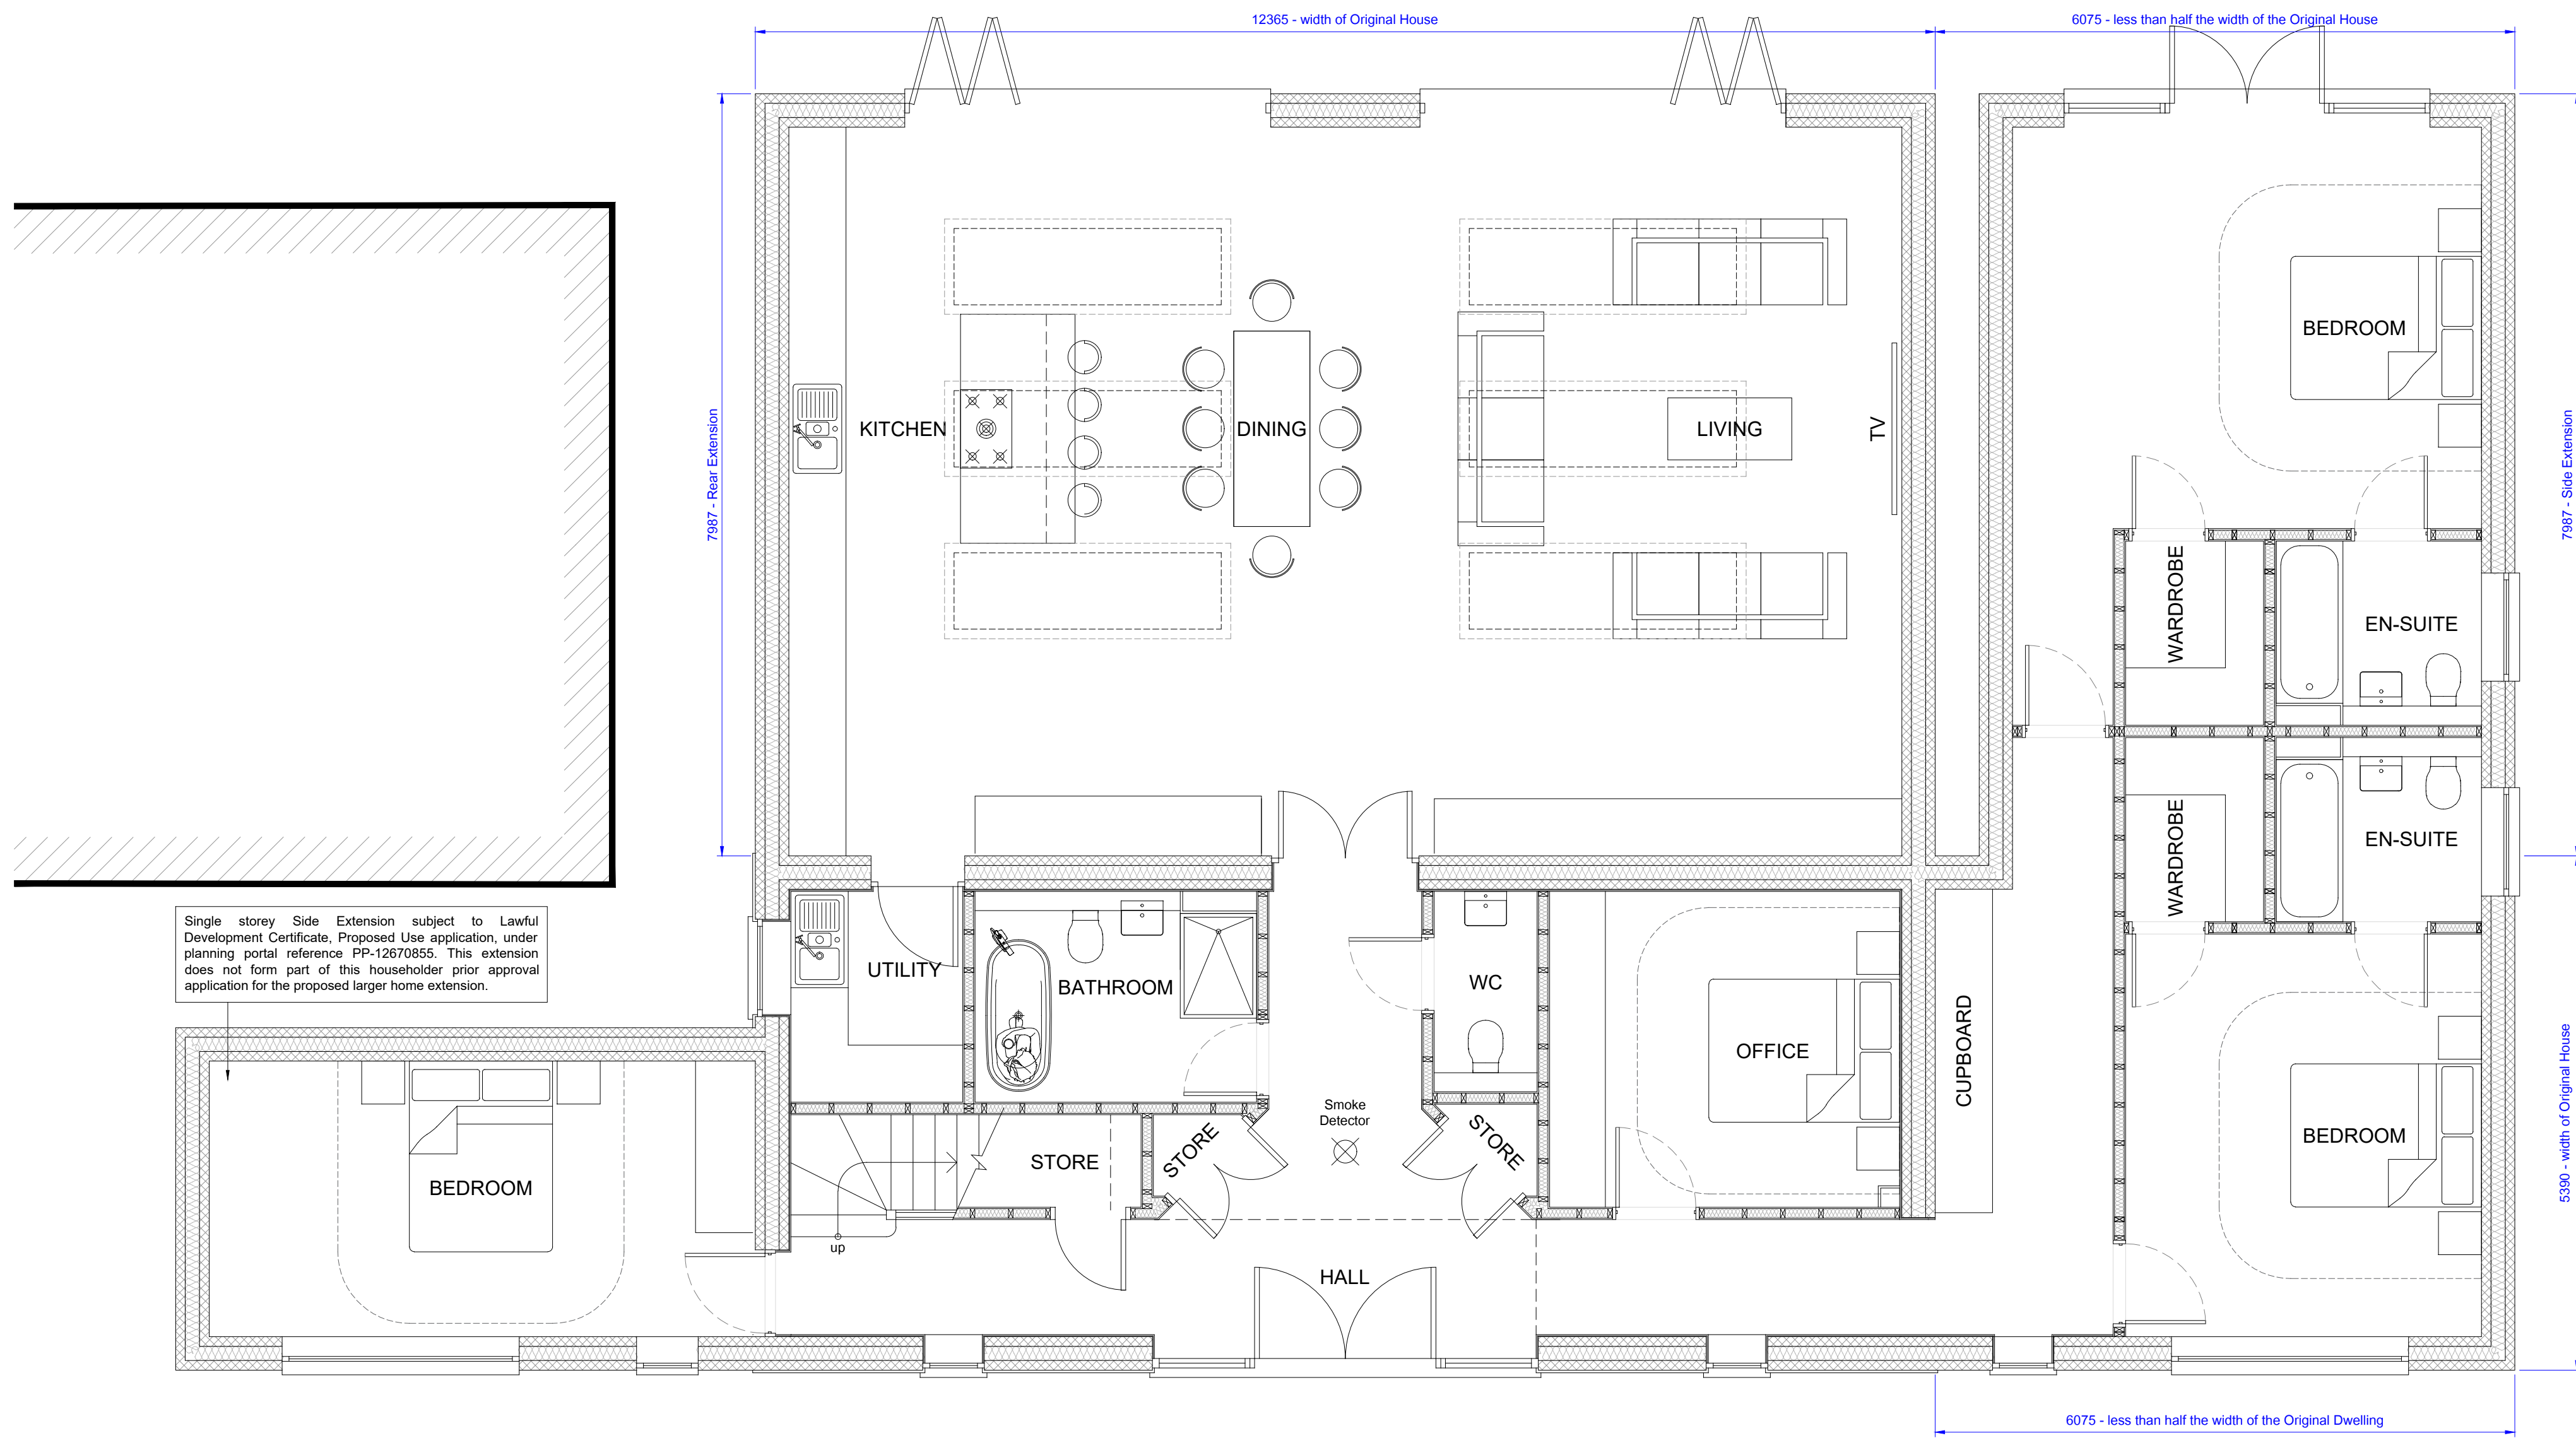 12365 - width of Original House
6075 - less than half the width of the Original House
BEDROOM
7987 - Rear Extension
KITCHEN
DINING
LIVING
TV
7987 - Side Extension
WARDROBE
EN-SUITE
WARDROBE
EN-SUITE
Single storey Side Extension subject to Lawful
Development Certificate, Proposed Use application, under
planning portal reference PP-12670855. This extension
does not form part of this householder prior approval
application for the proposed larger home extension.
UTILITY
BATHROOM
WC
OFFICE
CUPBOARD
Smoke
Detector
STORE
STORE
STORE
BEDROOM
BEDROOM
5390 - width of Original House
up
HALL
6075 - less than half the width of the Original Dwelling